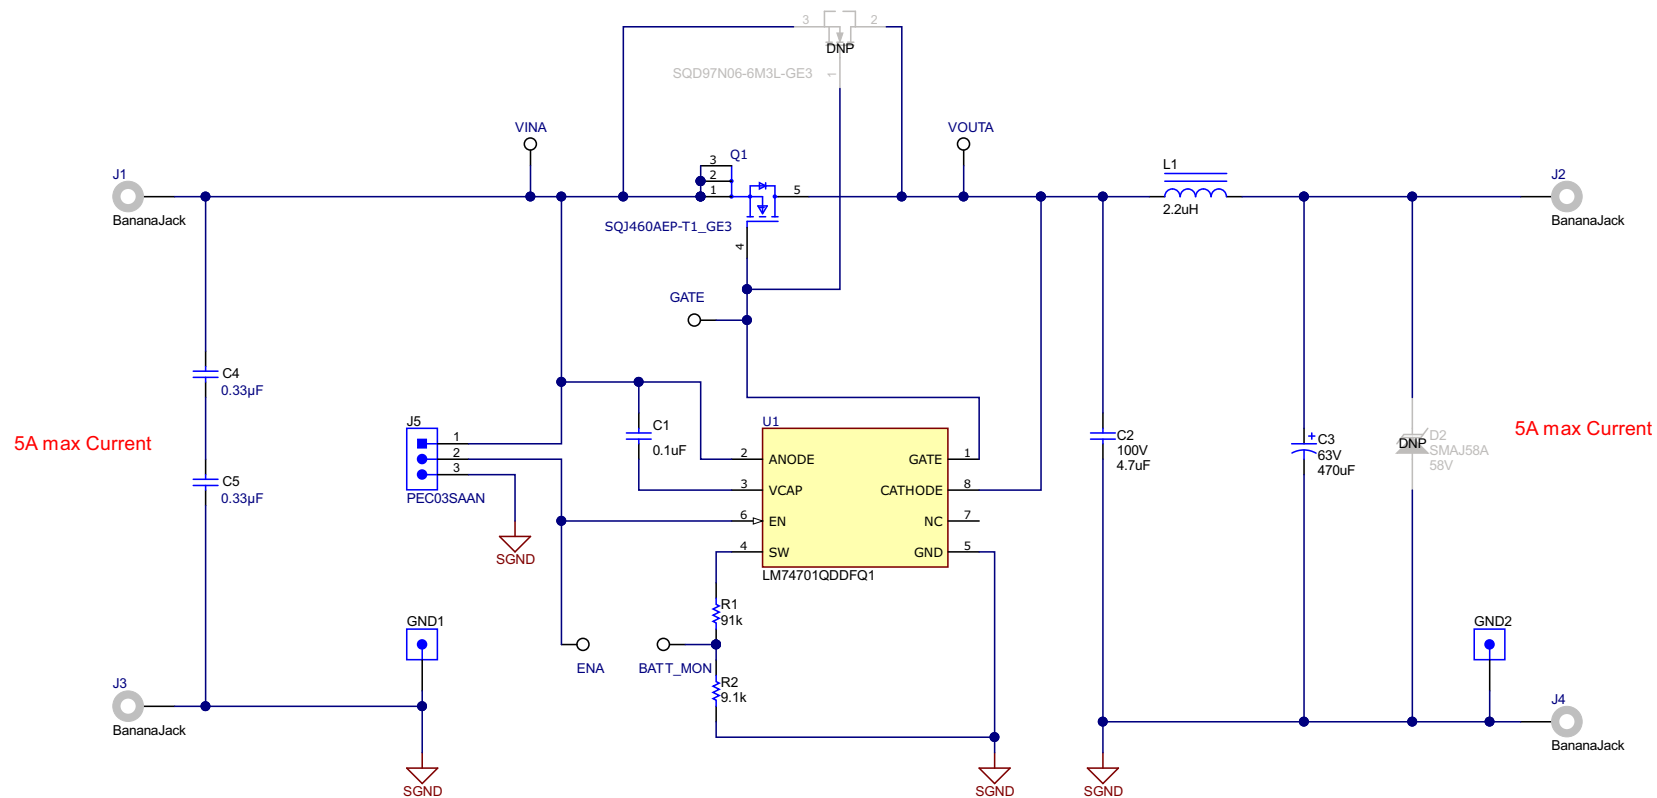 3
2
DNP
SQD97N06-6M3L-GE3
1
VINA
VOUTA
J1
BananaJack
3
2
1
Q1
5
SQJ460AEP-T1_GE3
4
L1
2.2uH
J2
BananaJack
GATE
C4
0.33µF
5A max Current
C5
0.33µF
J5
1
2
3
PEC03SAAN
SGND
C1
0.1uF
U1
2 ANODE
3 VCAP
6 EN
4 SW
GATE 1
CATHODE 8
NC 7
GND 5
LM74701QDDFQ1
C2
100V
4.7uF
C3
+
63V
470uF
D2
DNP
SMAJ58A
58V
5A max Current
R1
91k
BATT_MON
R2
9.1k
ENA
GND1
GND2
J3
BananaJack
J4
BananaJack
SGND
SGND
SGND